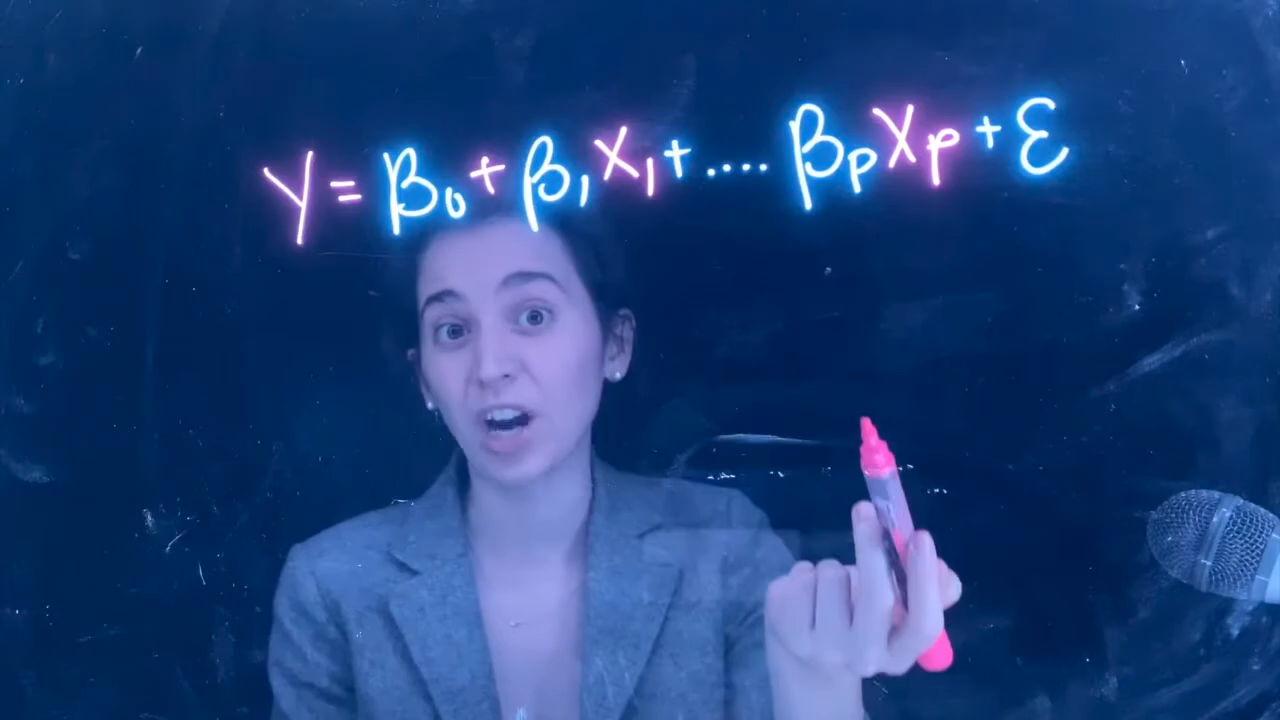 Y = β₀ + β₁X₁ + .... βₚXₚ + ε